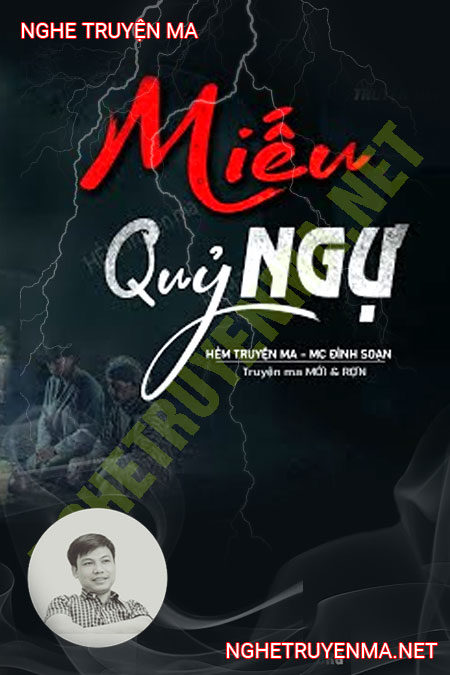 NGHE TRUYỆN MA
Miếu
Quỷ NGỰ
HẺM TRUYỆN MA - MC ĐÌNH SOẠN
Truyện ma MỚI & RỢN
NGHETRUYENMA.NET
NGHETRUYENMA.NET